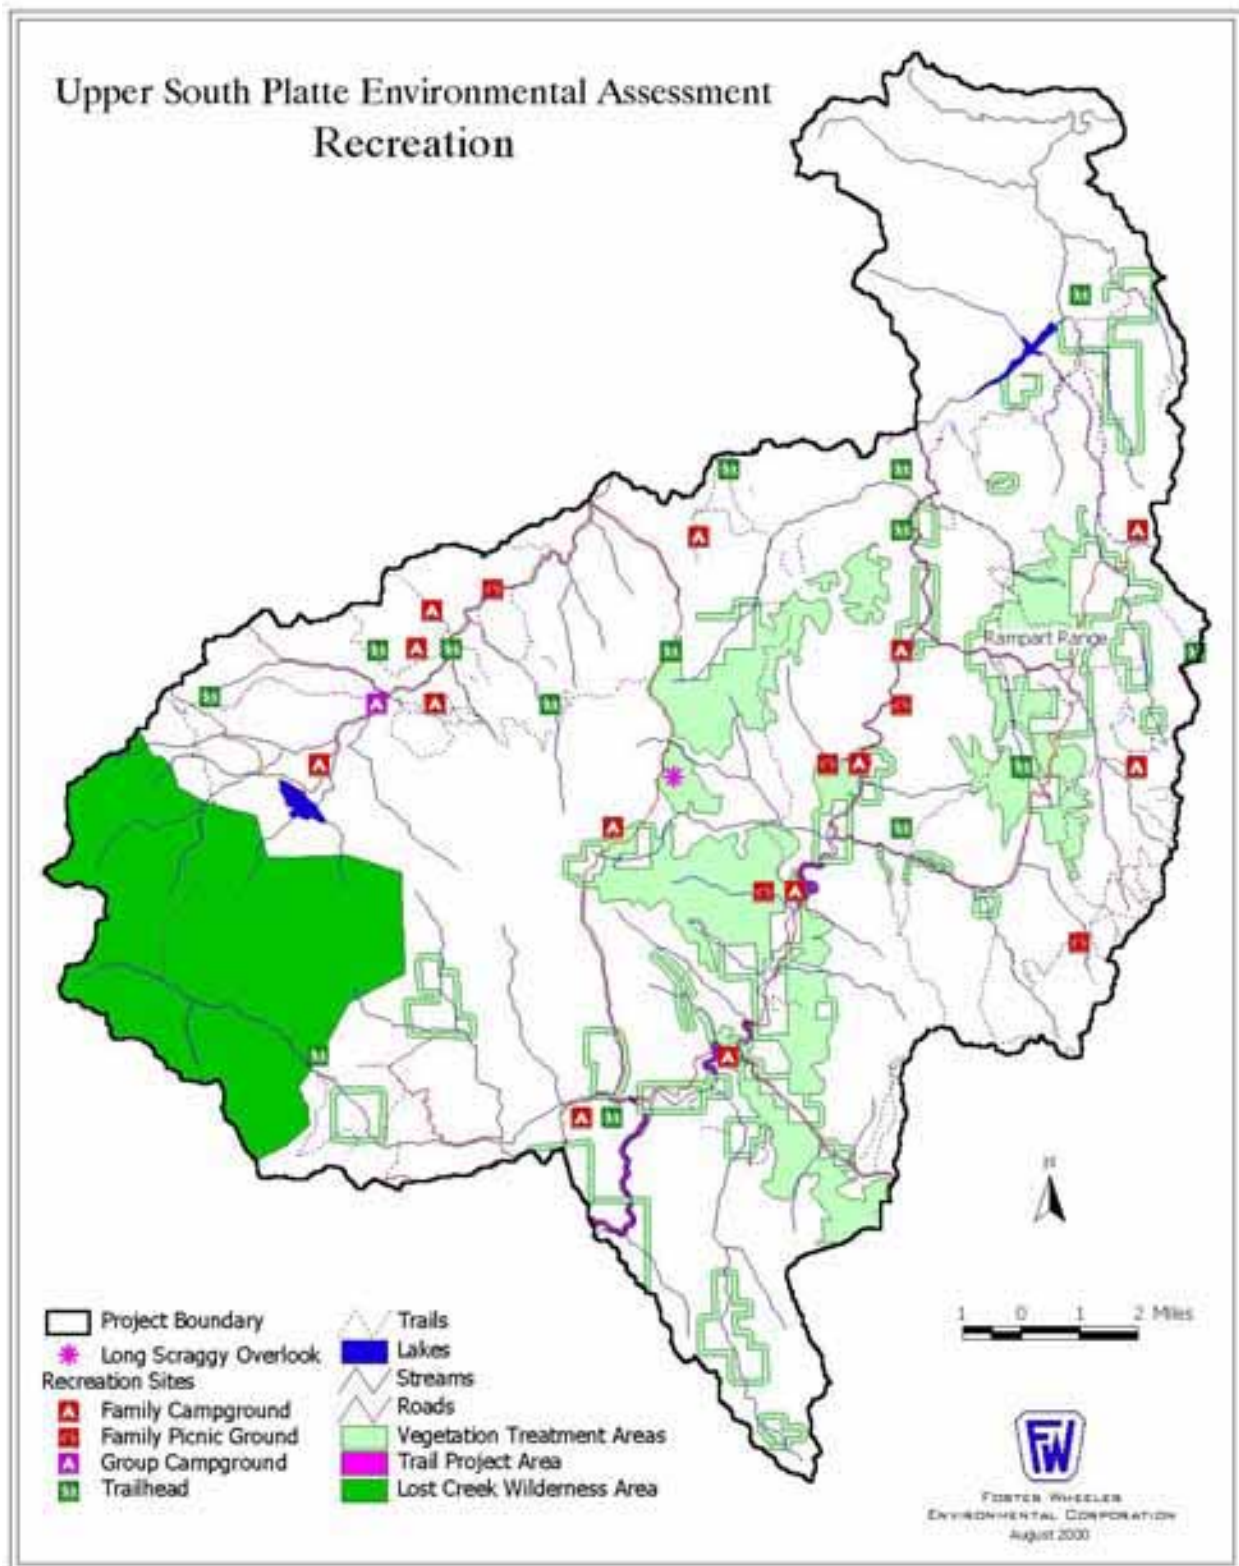 Upper South Platte Environmental Assessment
Recreation
Rampart Range
N
1 0 1 2 Miles
Project Boundary
Long Scraggy Overlook
Recreation Sites
Family Campground
Family Picnic Ground
Group Campground
Trailhead
Trails
Lakes
Streams
Roads
Vegetation Treatment Areas
Trail Project Area
Lost Creek Wilderness Area
FW
FOSTER WHEELER
ENVIRONMENTAL CORPORATION
August 2000